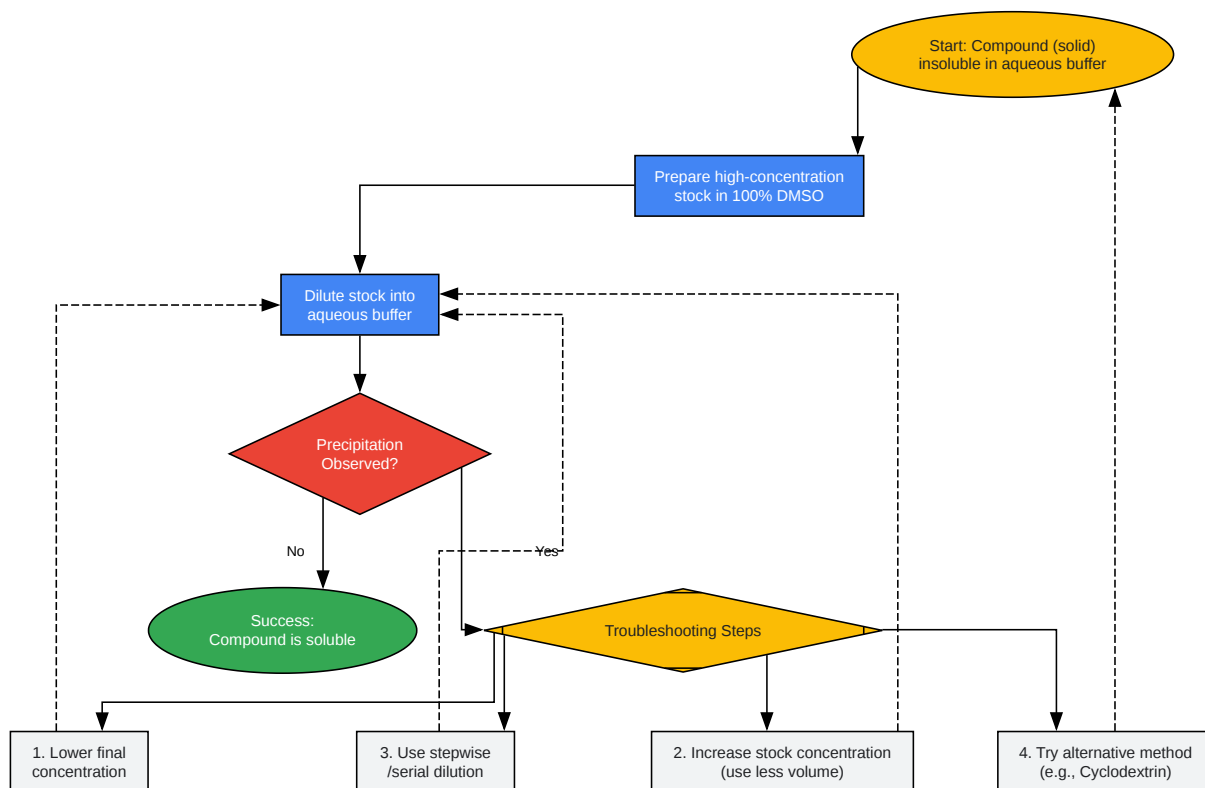 Start: Compound (solid)
insoluble in aqueous buffer
Prepare high-concentration
stock in 100% DMSO
Dilute stock into
aqueous buffer
Precipitation
Observed?
No
Yes
Success:
Compound is soluble
Troubleshooting Steps
1. Lower final
concentration
3. Use stepwise
/serial dilution
2. Increase stock concentration
(use less volume)
4. Try alternative method
(e.g., Cyclodextrin)